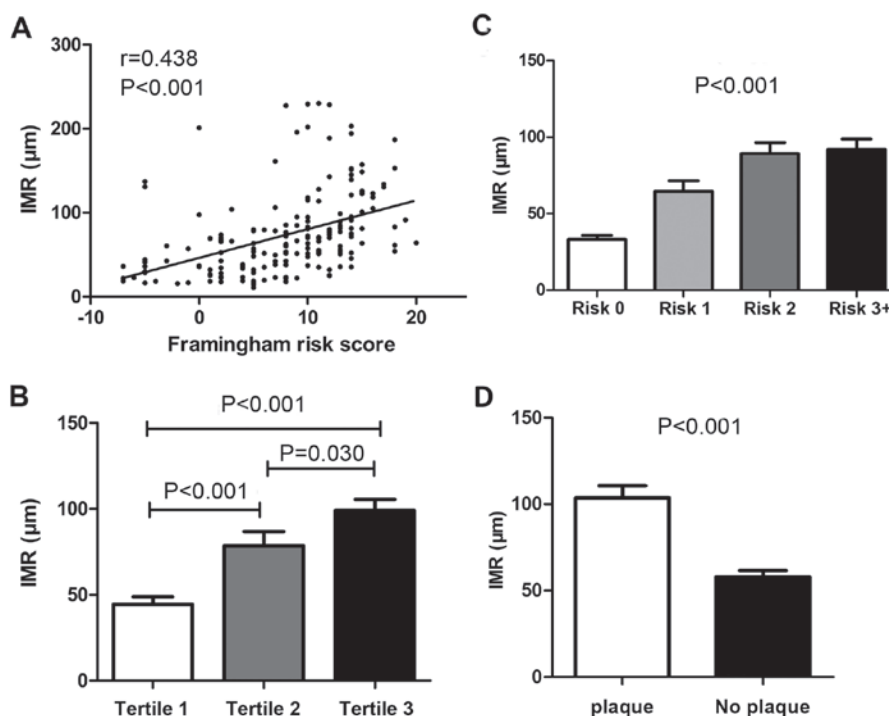 A
r=0.438
P<0.001
IMR (µm)
300
200
100
0
-10 0 10 20
Framingham risk score
B
P<0.001
P=0.030
P<0.001
IMR (µm)
150
100
50
0
Tertile 1 Tertile 2 Tertile 3
C
P<0.001
IMR (µm)
150
100
50
0
Risk 0 Risk 1 Risk 2 Risk 3+
D
P<0.001
IMR (µm)
150
100
50
0
plaque No plaque